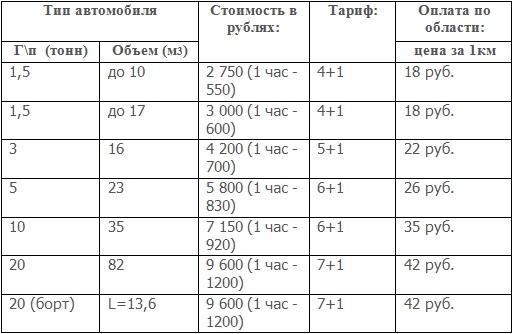 Тип автомобиля Стоимость в рублях: Тариф: Оплата по области:
Г\п (тонн) Объем (м3) цена за 1км
1,5 до 10 2 750 (1 час - 550) 4+1 18 руб.
1,5 до 17 3 000 (1 час - 600) 4+1 18 руб.
3 16 4 200 (1 час - 700) 5+1 22 руб.
5 23 5 800 (1 час - 830) 6+1 26 руб.
10 35 7 150 (1 час - 920) 6+1 35 руб.
20 82 9 600 (1 час - 1200) 7+1 42 руб.
20 (борт) L=13,6 9 600 (1 час - 1200) 7+1 42 руб.